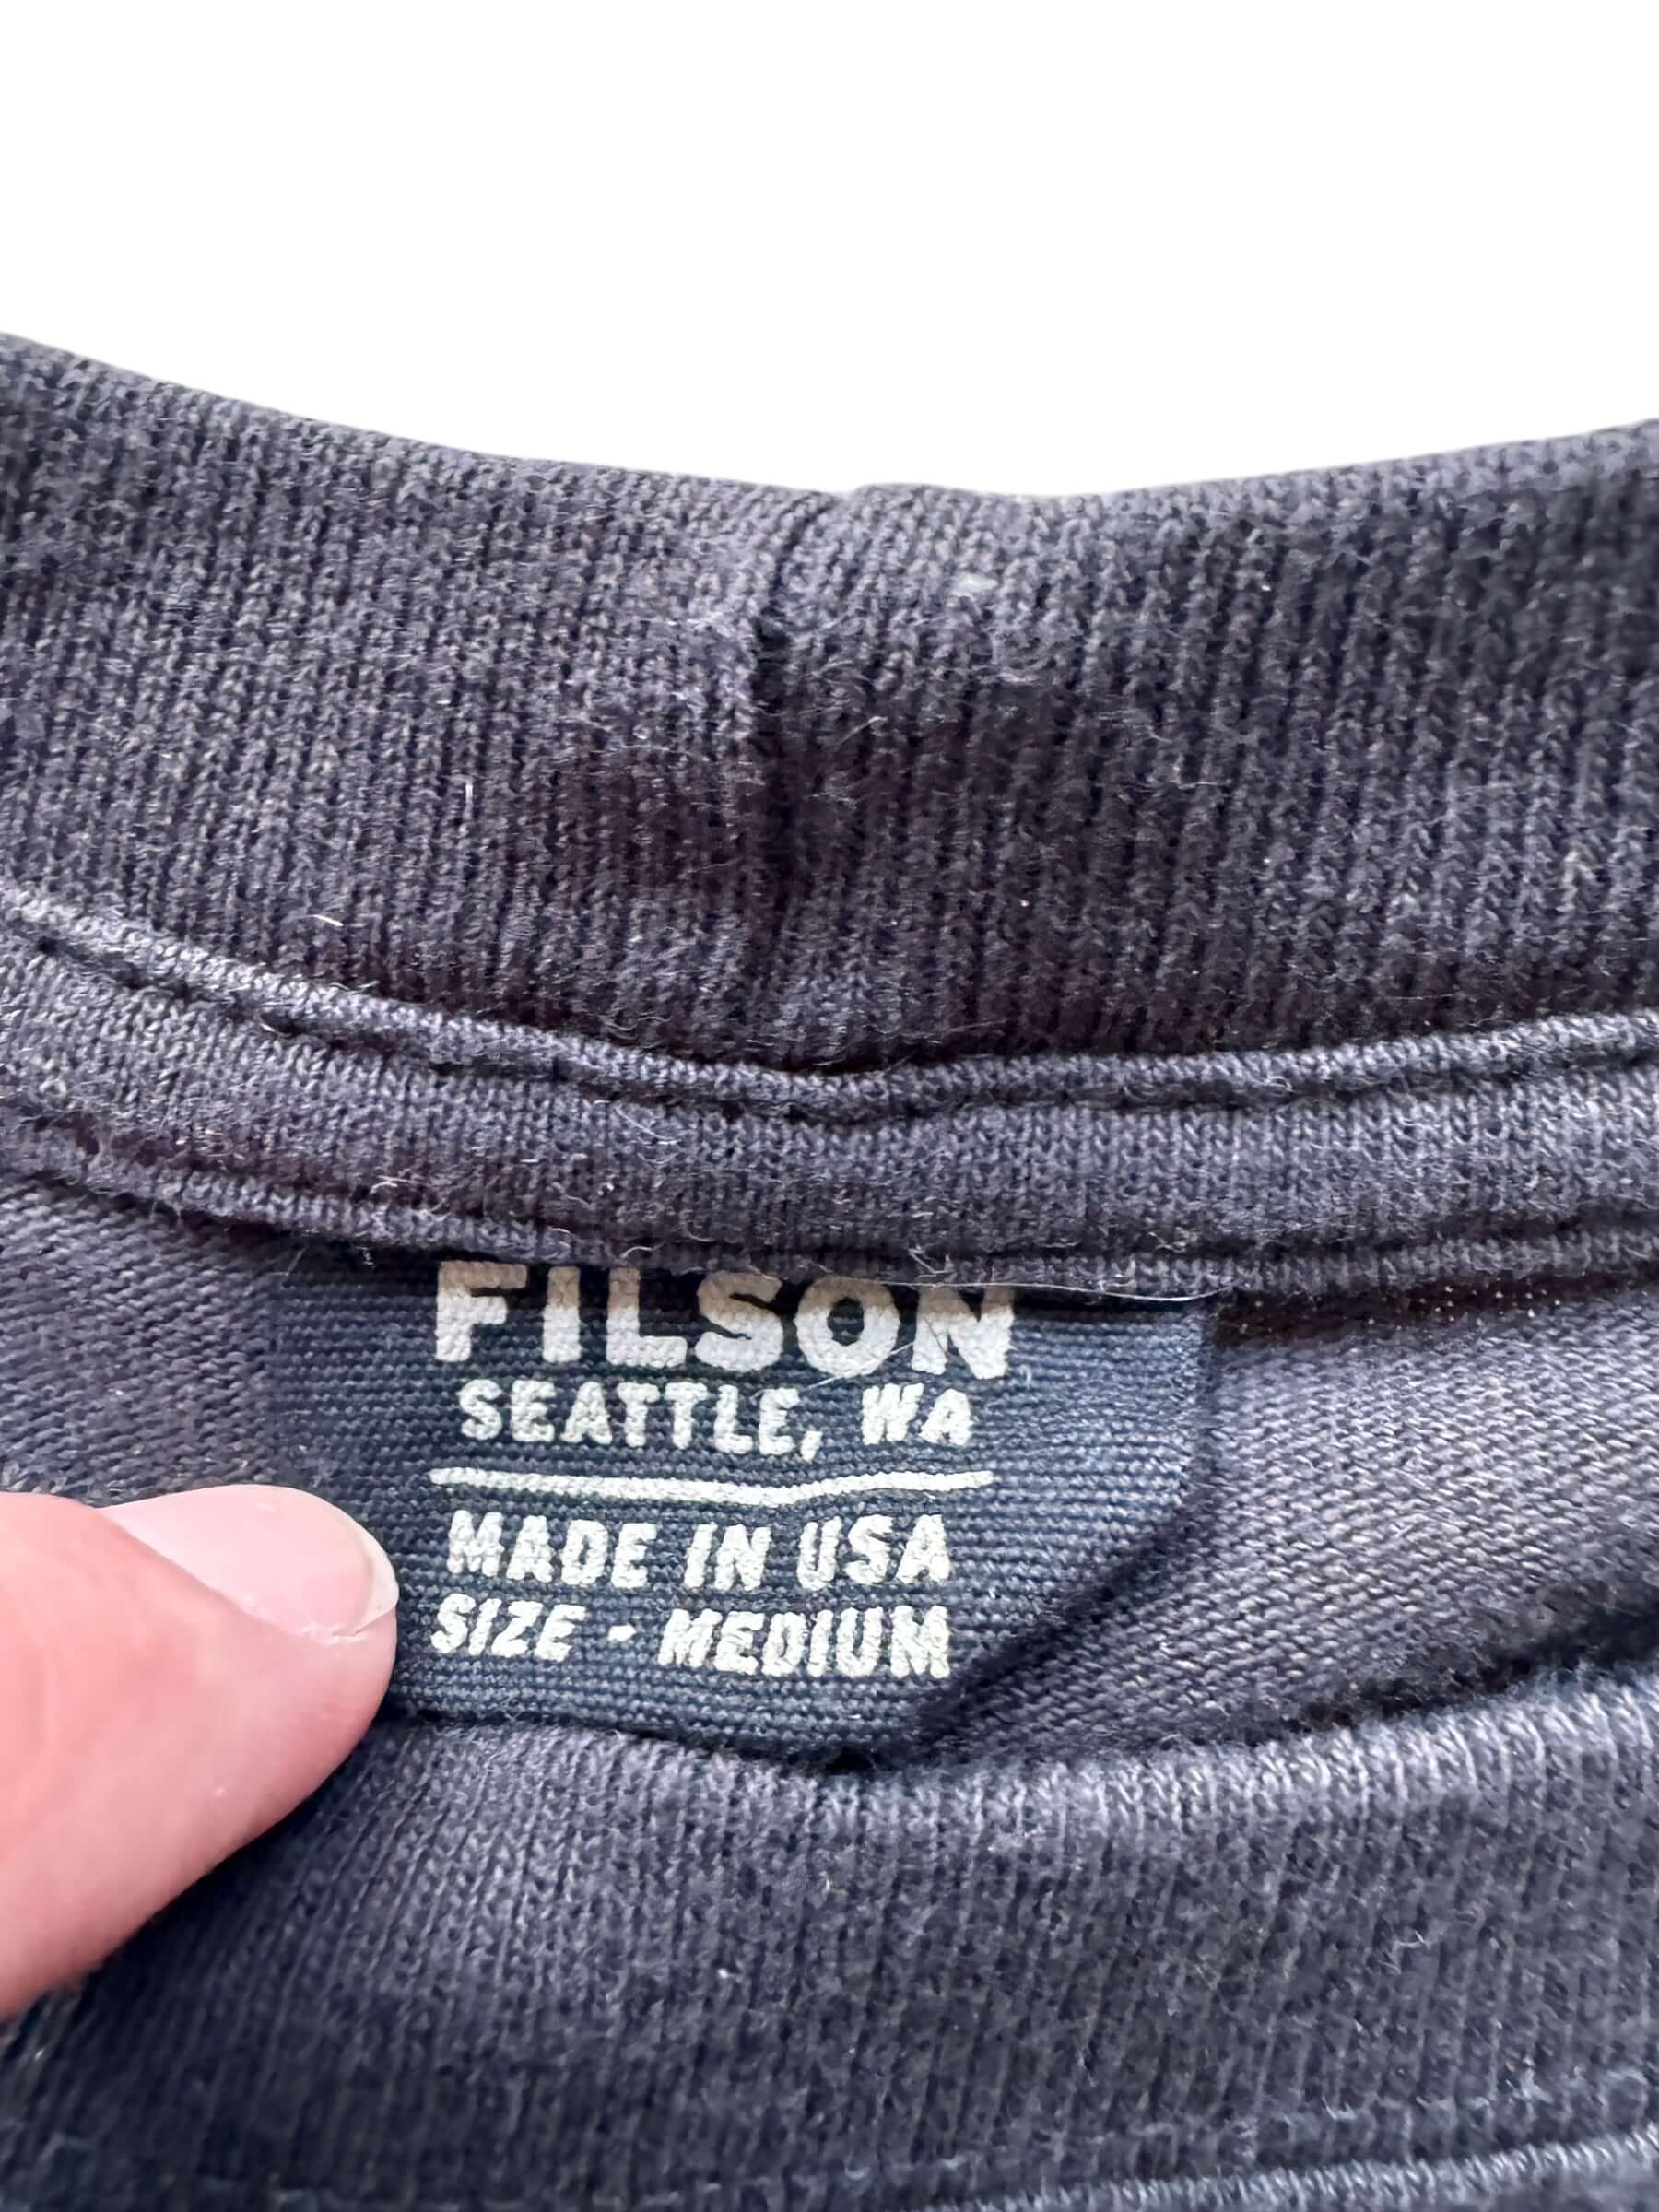 FILSON
SEATTLE, WA
MADE IN USA
SIZE - MEDIUM